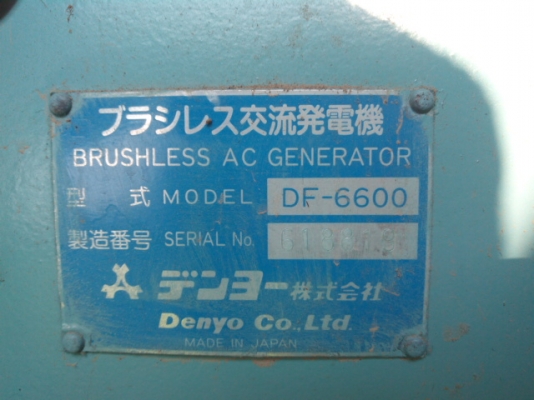 ブラシレス交流発電機
BRUSHLESS AC GENERATOR
型 式 MODEL DF-6600
製造番号 SERIAL No.
デンヨー株式会社
Denyo Co.,Ltd.
MADE IN JAPAN